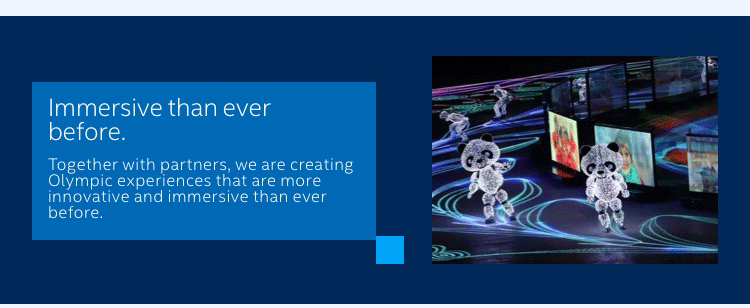 Immersive than ever
before.
Together with partners, we are creating
Olympic experiences that are more
innovative and immersive than ever
before.